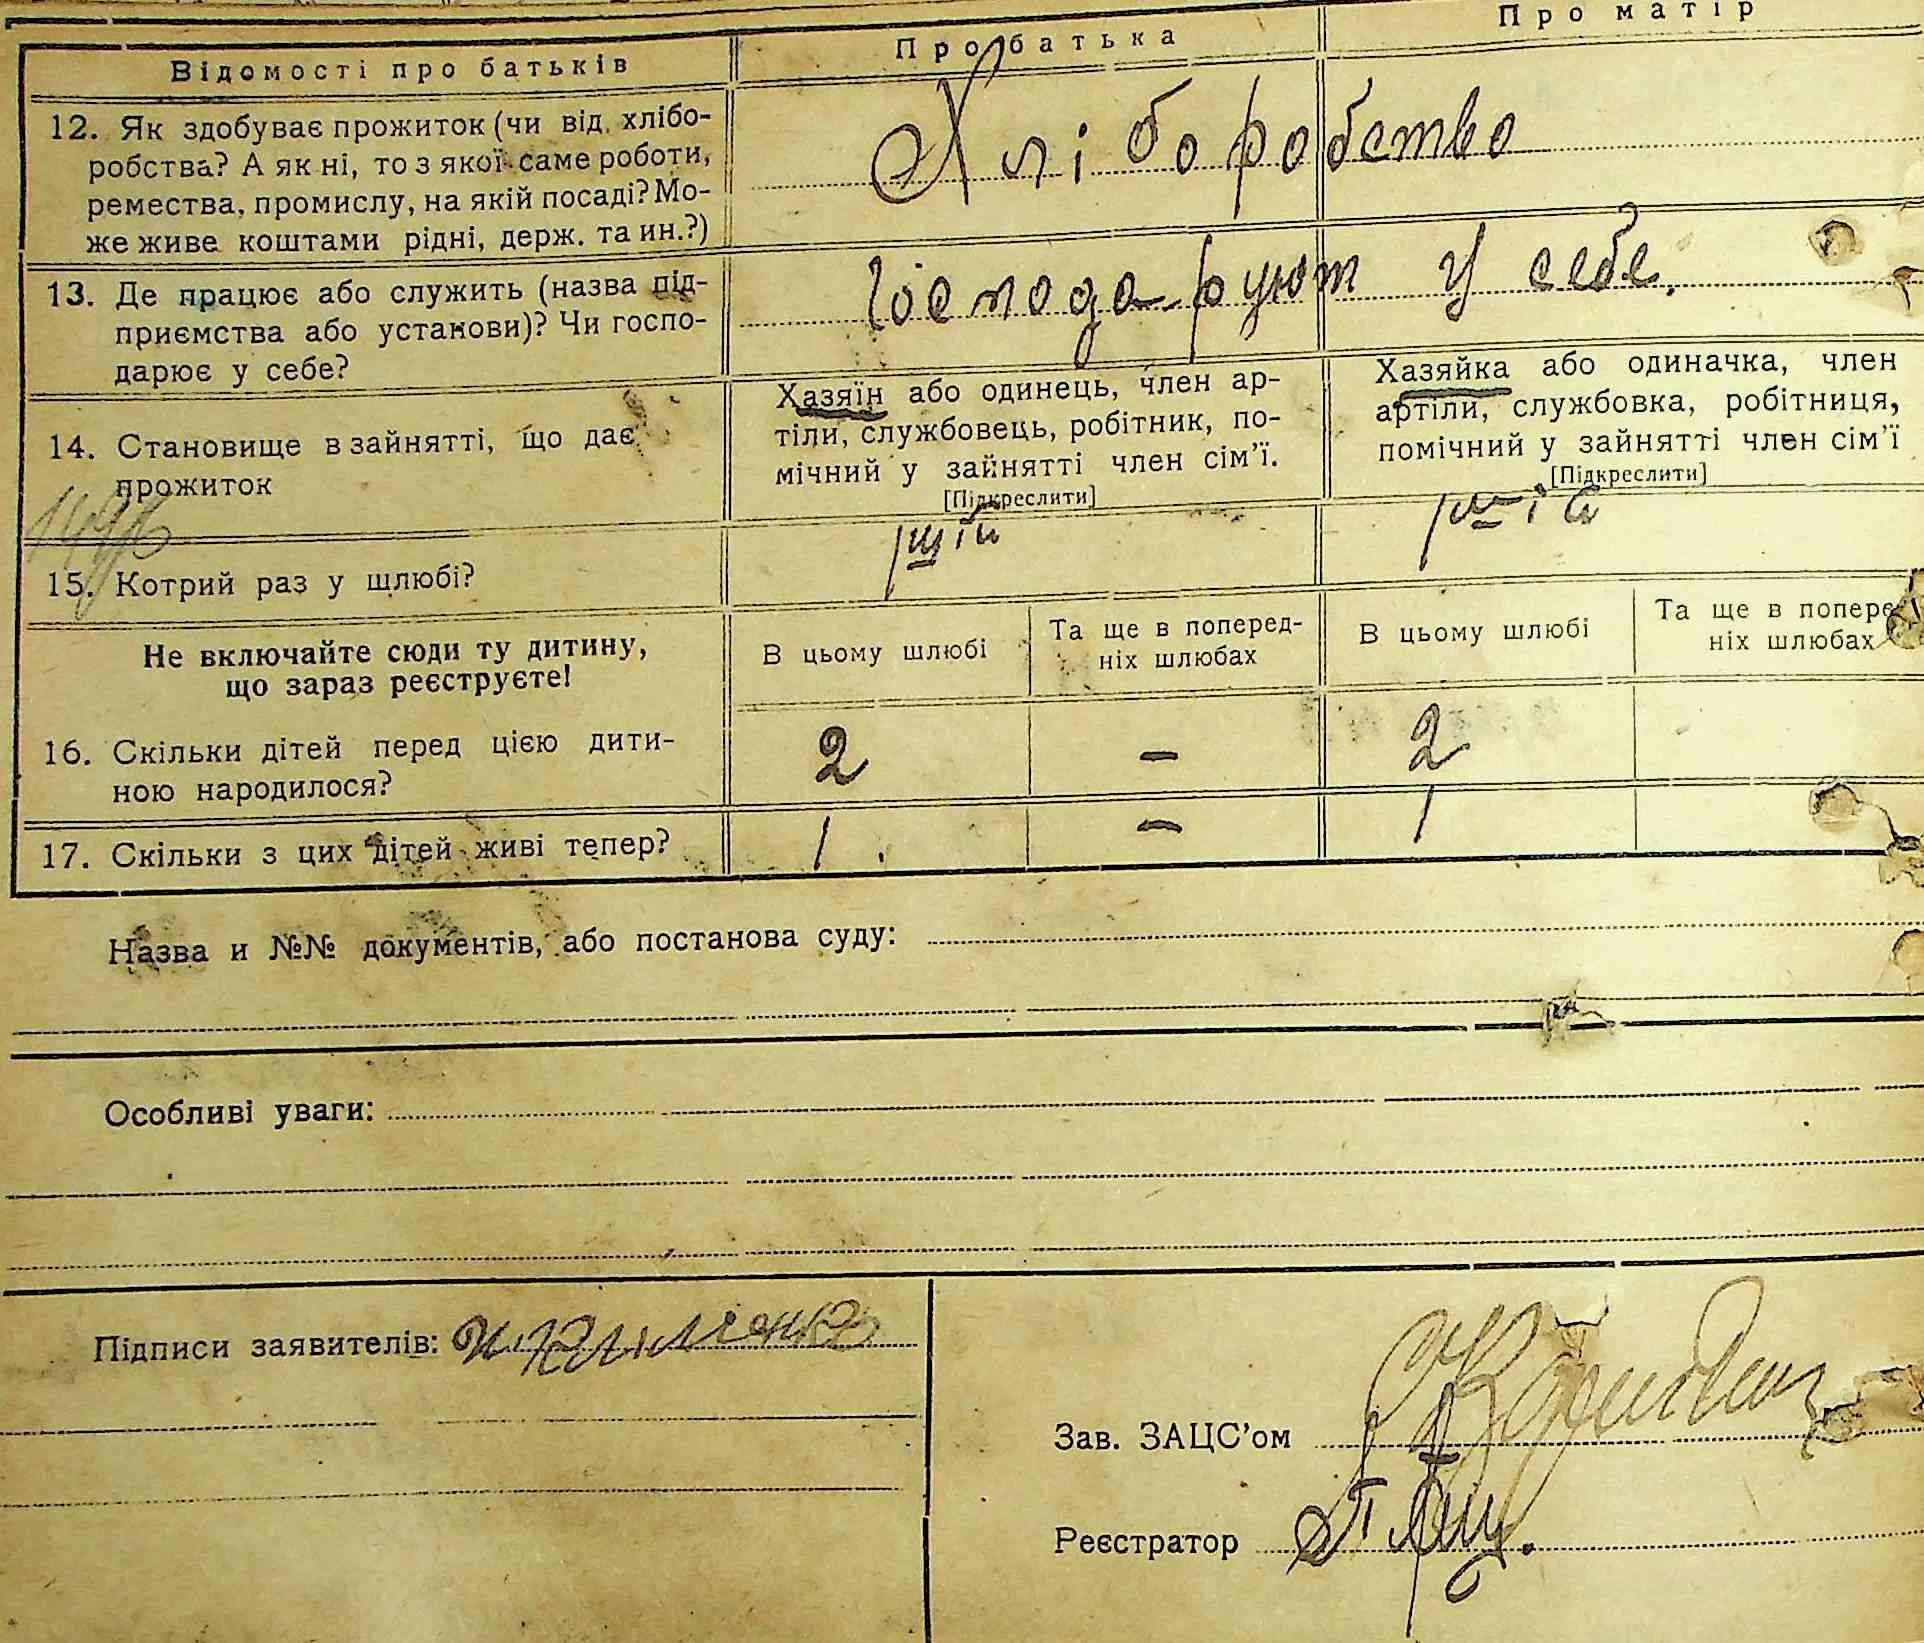 Відомості про батьків
Про батька
Про матір
12. Як здобуває прожиток (чи від. хлібо-
робства? А як ні, то з якої саме роботи,
ремества, промислу, на якій посаді? Мо-
же живе коштами рідні, держ. та ин.?)
Хліборобство
13. Де працює або служить (назва під-
приємства або установи)? Чи госпо-
дарює у себе?
Господарують у себе.
14. Становище в зайнятті, що дає
прожиток
Хазяїн або одинець, член ар-
тіли, службовець, робітник, по-
мічний у зайнятті член сім’ї.
[Підкреслити]
Хазяйка або одиначка, член
артіли, службовка, робітниця,
помічний у зайнятті член сім’ї
[Підкреслити]
15. Котрий раз у шлюбі?
Не включайте сюди ту дитину,
що зараз реєструєте!
В цьому шлюбі
Та ще в поперед-
ніх шлюбах
В цьому шлюбі
Та ще в попере
ніх шлюбах
16. Скільки дітей перед цією дити-
ною народилося?
2 – 2
17. Скільки з цих дітей живі тепер?
1. – 1
Назва и №№ документів, або постанова суду:
Особливі уваги:
Підписи заявителів:
Зав. ЗАЦС’ом
Реєстратор